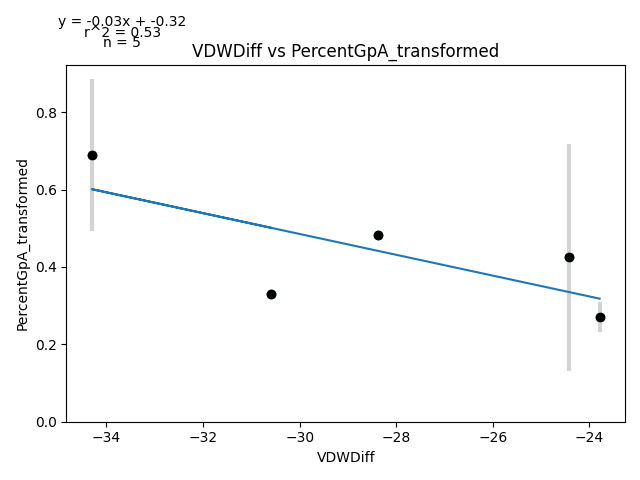 y = -0.03x + -0.32
r^2 = 0.53
n = 5
VDWDiff vs PercentGpA_transformed
PercentGpA_transformed
0.8
0.6
0.4
0.2
0.0
−34 −32 −30 −28 −26 −24
VDWDiff